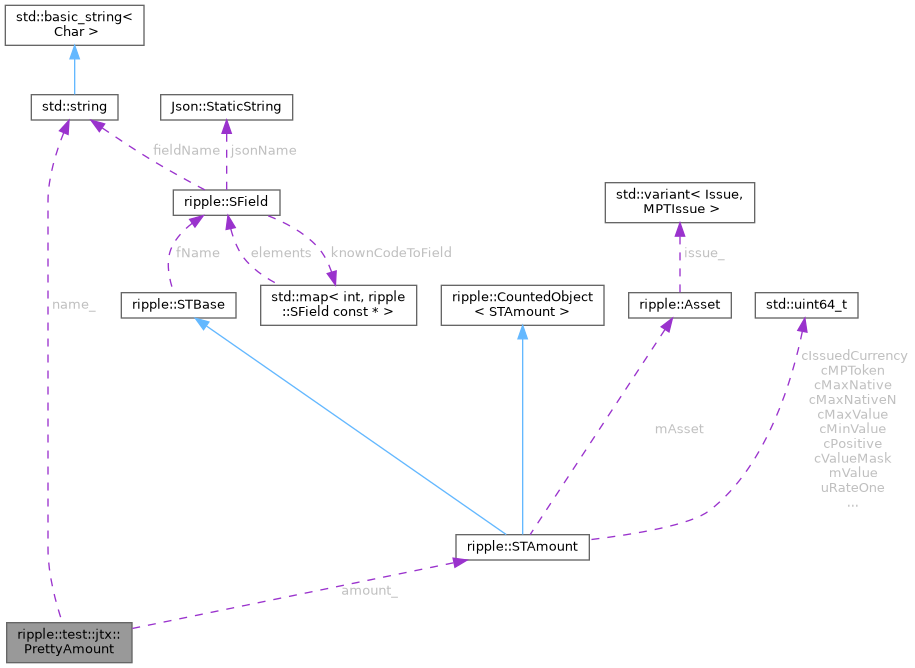 std::basic_string<
Char >
std::string
Json::StaticString
fieldName
jsonName
ripple::SField
std::variant< Issue,
MPTIssue >
fName
elements
knownCodeToField
issue_
name_
ripple::STBase
std::map< int, ripple
::SField const * >
ripple::CountedObject
< STAmount >
ripple::Asset
std::uint64_t
mAsset
cIssuedCurrency
cMPToken
cMaxNative
cMaxNativeN
cMaxValue
cMinValue
cPositive
cValueMask
mValue
uRateOne
...
ripple::STAmount
amount_
ripple::test::jtx::
PrettyAmount